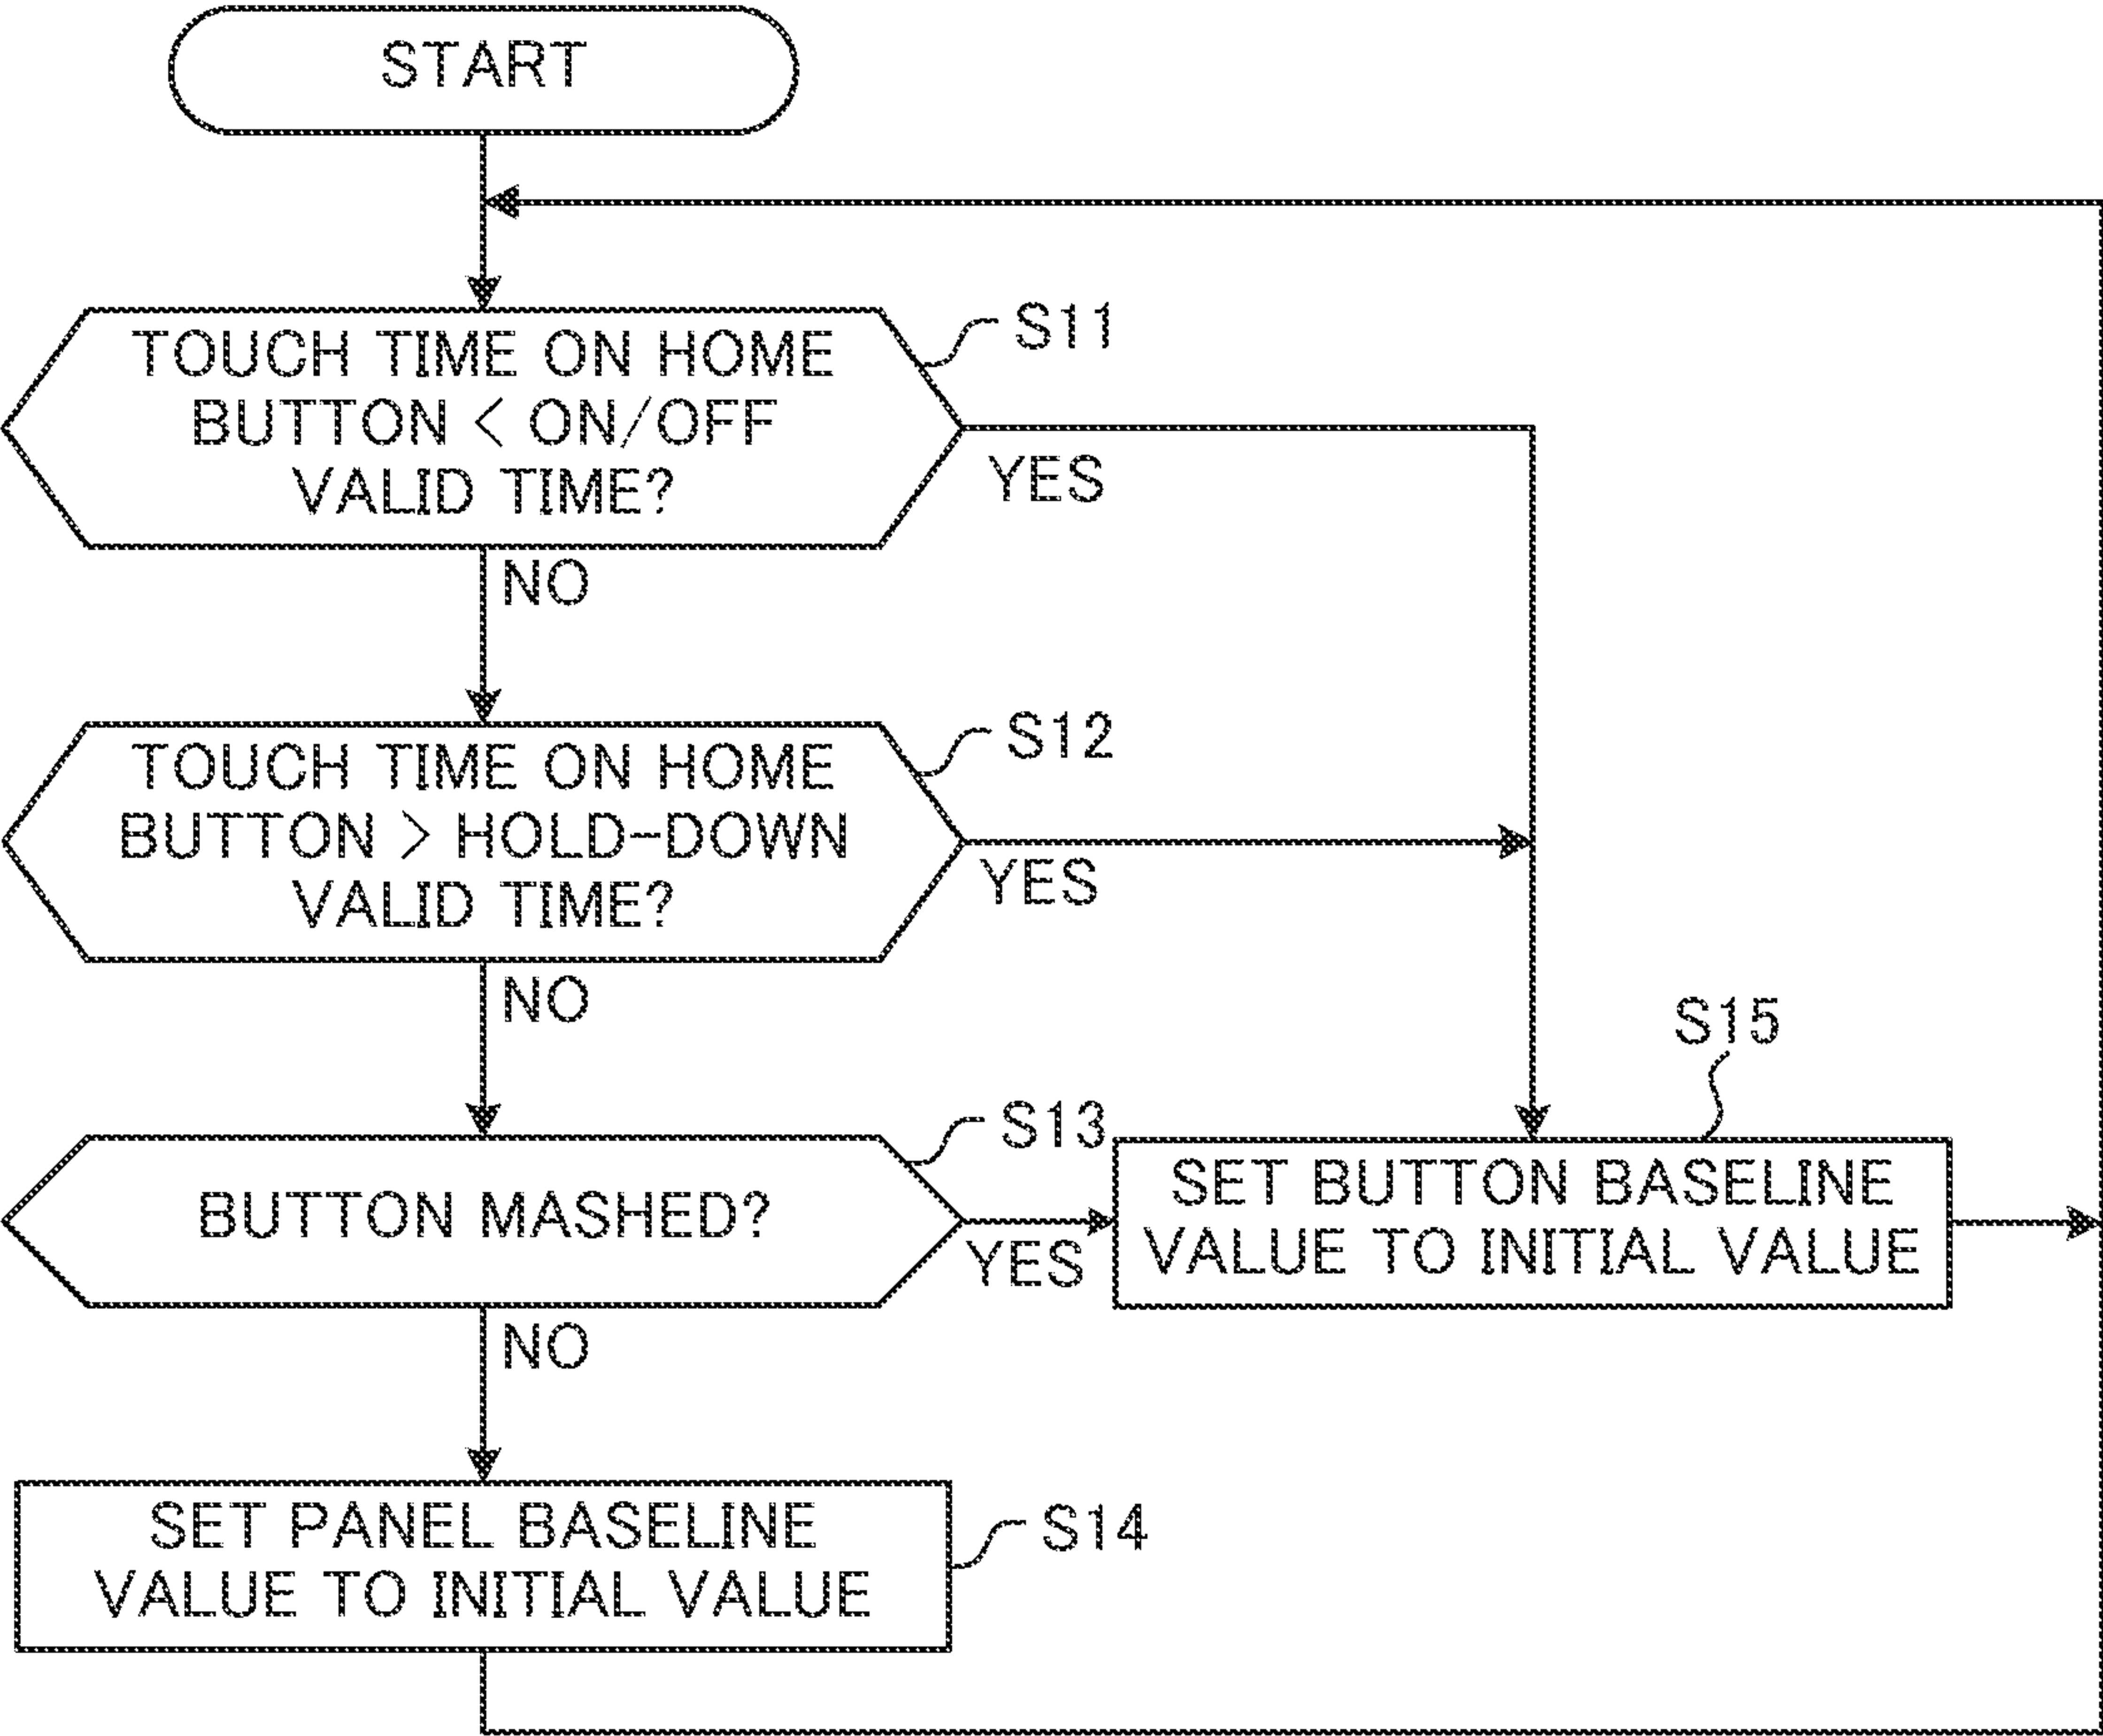 START
TOUCH TIME ON HOME
BUTTON < ON/OFF
VALID TIME?
S11
YES
NO
TOUCH TIME ON HOME
BUTTON > HOLD-DOWN
VALID TIME?
S12
YES
NO
BUTTON MASHED?
S13
YES
NO
SET BUTTON BASELINE
VALUE TO INITIAL VALUE
S15
SET PANEL BASELINE
VALUE TO INITIAL VALUE
S14